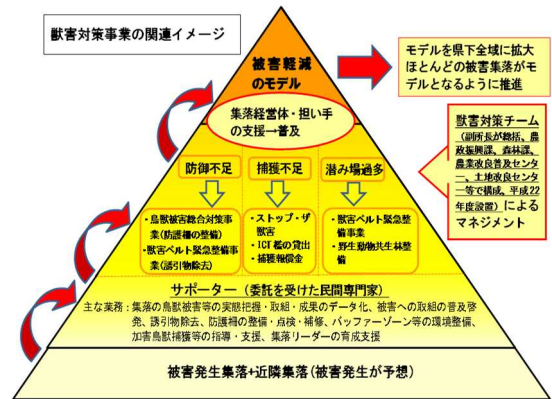 獣害対策事業の関連イメージ
被害軽減
のモデル
モデルを県下全域に拡大
ほとんどの被害集落がモ
デルとなるように推進
集落経営体・担い手
の支援→普及
獣害対策チーム
(副所長が総括、農
政振興課、森林課、
農業改良普及センタ
ー、土地改良センタ
ー等で構成、平成22
年度設置)による
マネジメント
防御不足
捕獲不足
潜み場過多
・鳥獣被害総合対策事
業(防護柵の整備)
・獣害ベルト緊急整備事
業(誘引物除去)
・ストップ・ザ
獣害
・ICT檻の貸出
・捕獲報償金
・獣害ベルト緊急整
備事業
・野生動物共生林整
備
サポーター(委託を受けた民間専門家)
主な業務:集落の鳥獣被害等の実態把握・取組・成果のデータ化、被害への取組の普及啓
発、誘引物除去、防護柵の整備・点検・補修、バッファーゾーン等の環境整備、
加害鳥獣捕獲等の指導・支援、集落リーダーの育成支援
被害発生集落+近隣集落(被害発生が予想)